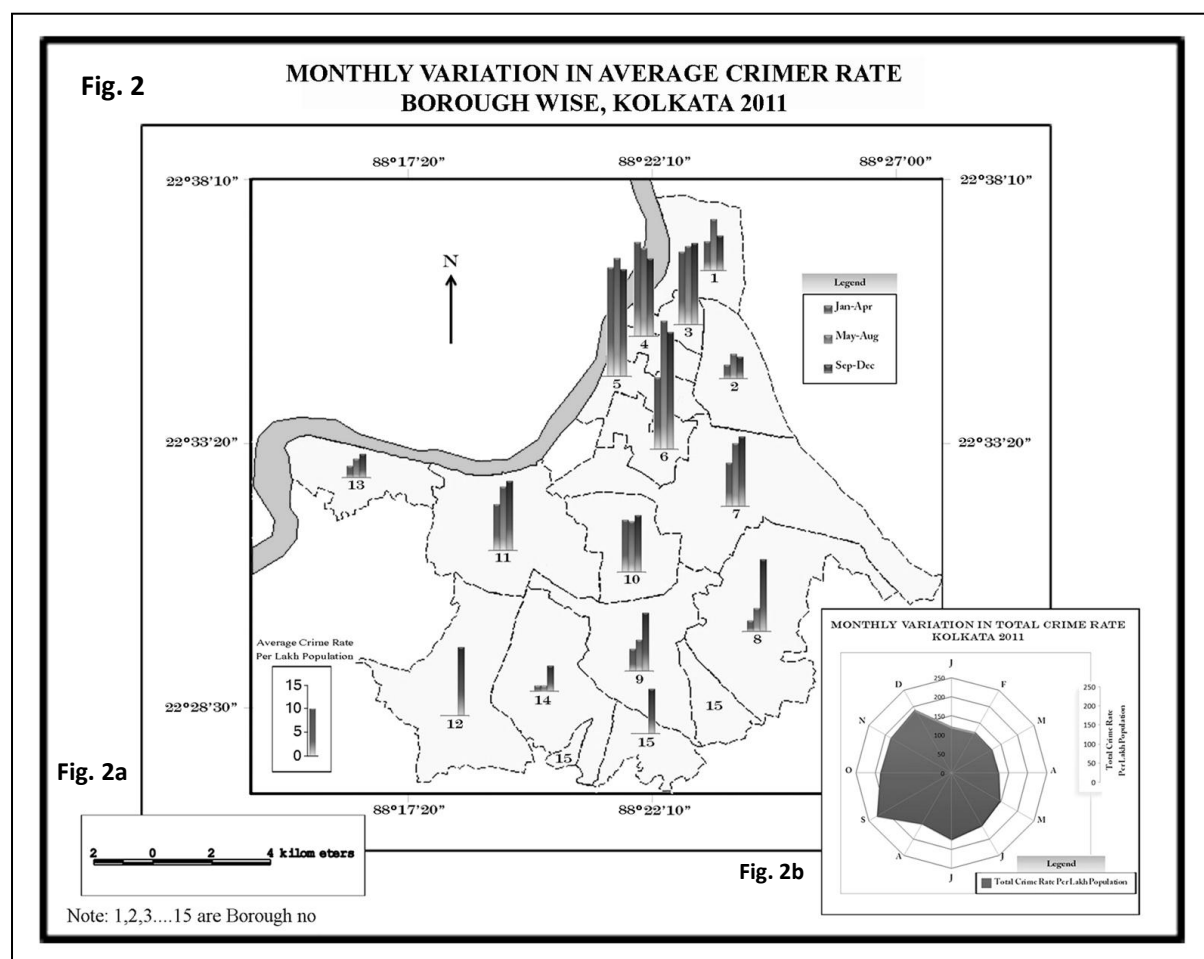 Fig. 2
MONTHLY VARIATION IN AVERAGE CRIMER RATE
BOROUGH WISE, KOLKATA 2011
88°17'20" 88°22'10" 88°27'00"
22°38'10" 22°38'10"
N
1
Legend
Jan-Apr
May-Aug
Sep-Dec
3
4
2
5
22°33'20" 22°33'20"
6
13
7
11
10
8
9
Average Crime Rate
Per Lakh Population
15
10
5
0
14
12
15
15
15
22°28'30"
Fig. 2a
88°17'20" 88°22'10"
2 0 2 4 kilom eters
Note: 1,2,3....15 are Borough no
MONTHLY VARIATION IN TOTAL CRIME RATE
KOLKATA 2011
J
F
M
A
M
J
J
A
S
O
N
D
250
200
150
100
50
0
250
200
150
100
50
0
Total Crime Rate
Per Lakh Population
Legend
Total Crime Rate Per Lakh Population
Fig. 2b